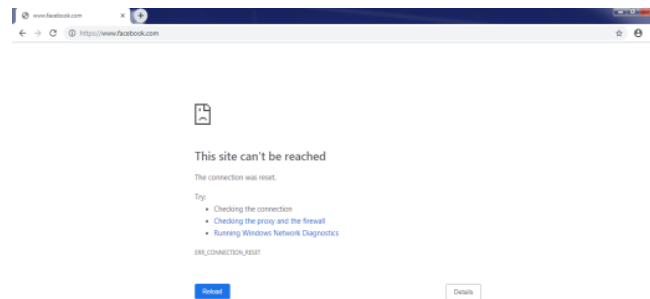 www.facebook.com
https://www.facebook.com
This site can't be reached
The connection was reset.
Try:
Checking the connection
Checking the proxy and the firewall
Running Windows Network Diagnostics
ERR_CONNECTION_RESET
Reload
Details